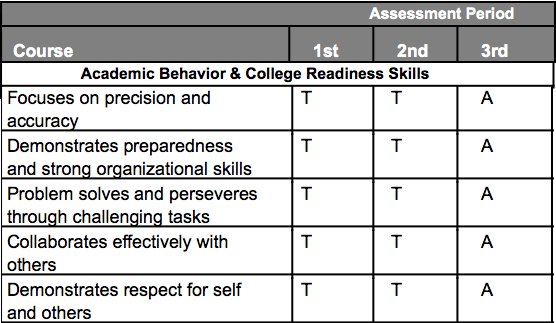 Assessment Period
Course 1st 2nd 3rd
Academic Behavior & College Readiness Skills
Focuses on precision and T T A
accuracy
Demonstrates preparedness T T A
and strong organizational skills
Problem solves and perseveres T T A
through challenging tasks
Collaborates effectively with T T A
others
Demonstrates respect for self T T A
and others